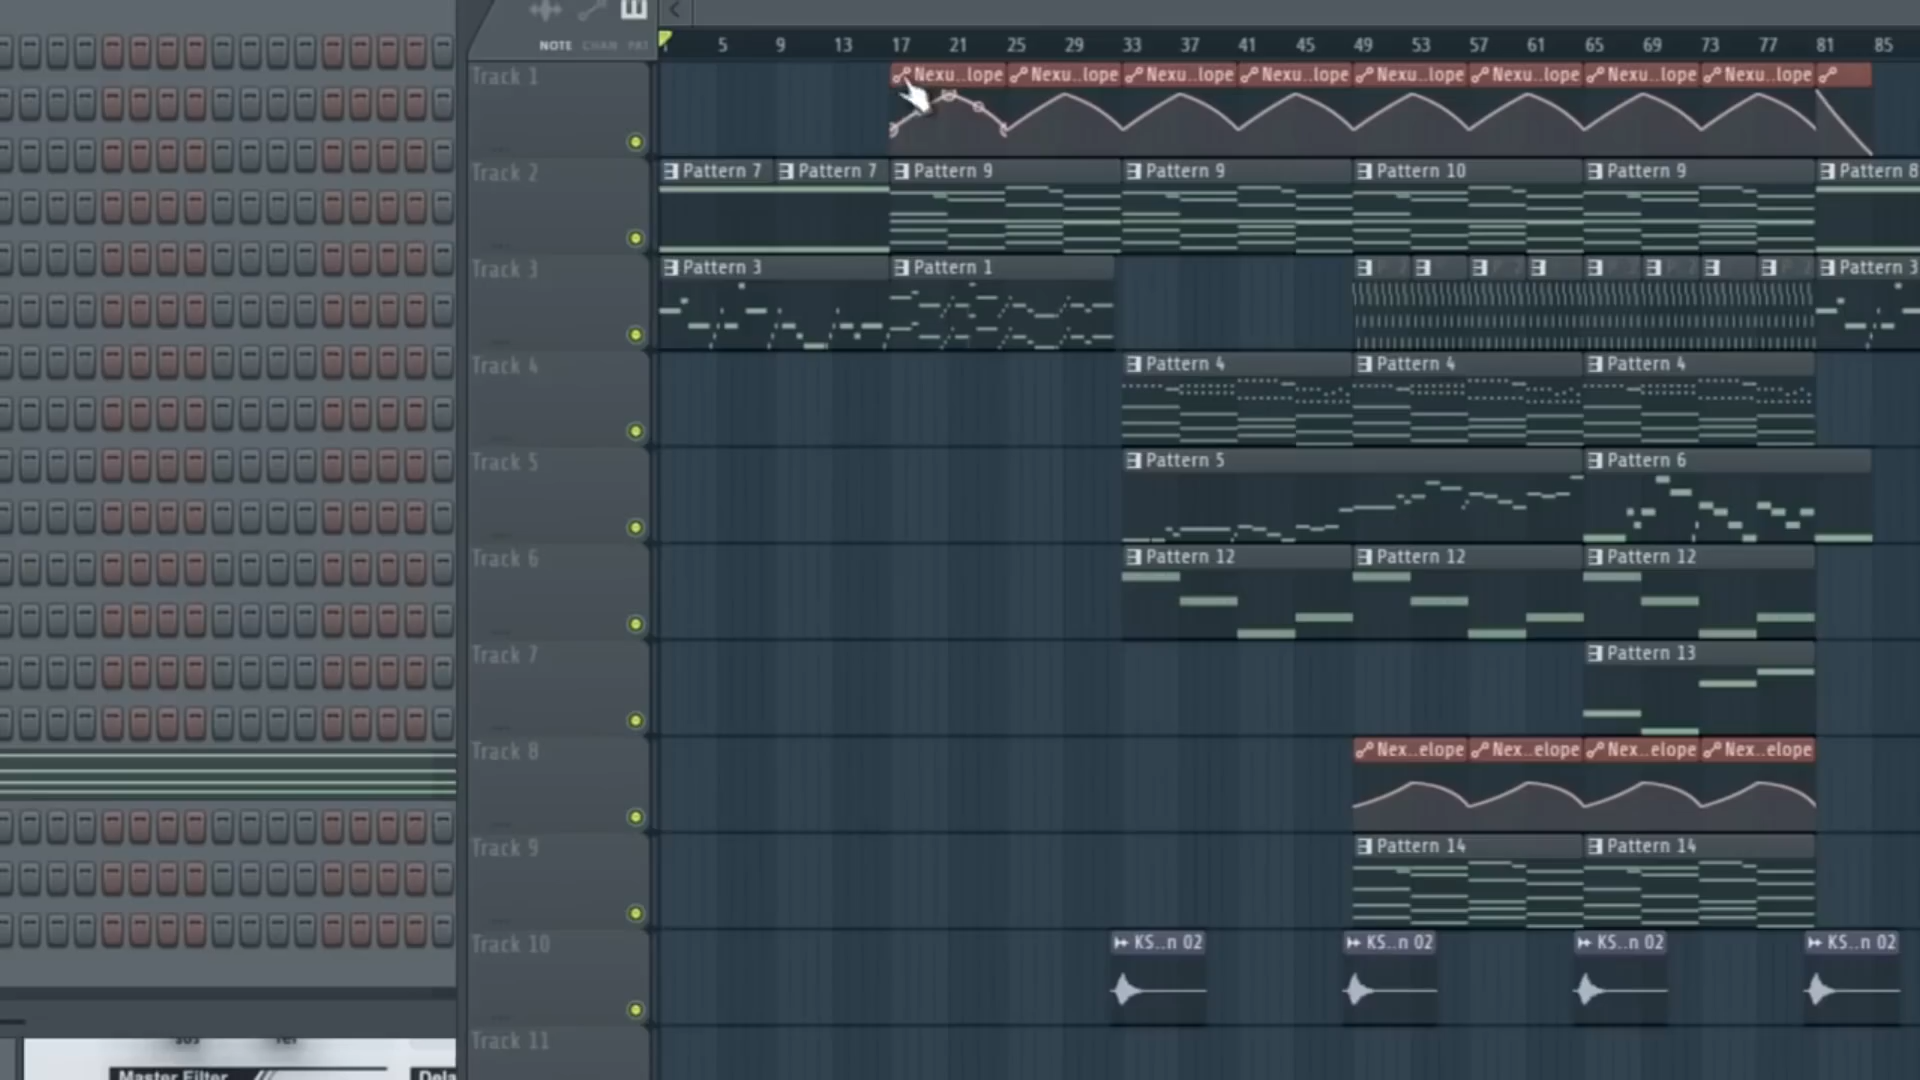 NOTE CHAN PAT
5 9 13 17 21 25 29 33 37 41 45 49 53 57 61 65 69 73 77 81 85
Track 1
Nexu..lope Nexu..lope Nexu..lope Nexu..lope Nexu..lope Nexu..lope Nexu..lope Nexu..lope
Track 2
Pattern 7 Pattern 7 Pattern 9 Pattern 9 Pattern 10 Pattern 9 Pattern 8
Track 3
Pattern 3 Pattern 1 Pattern 3
Track 4
Pattern 4 Pattern 4 Pattern 4
Track 5
Pattern 5 Pattern 6
Track 6
Pattern 12 Pattern 12 Pattern 12
Track 7
Pattern 13
Track 8
Nex..elope Nex..elope Nex..elope Nex..elope
Track 9
Pattern 14 Pattern 14
Track 10
KS..n 02 KS..n 02 KS..n 02 KS..n 02
Track 11
Master Filter